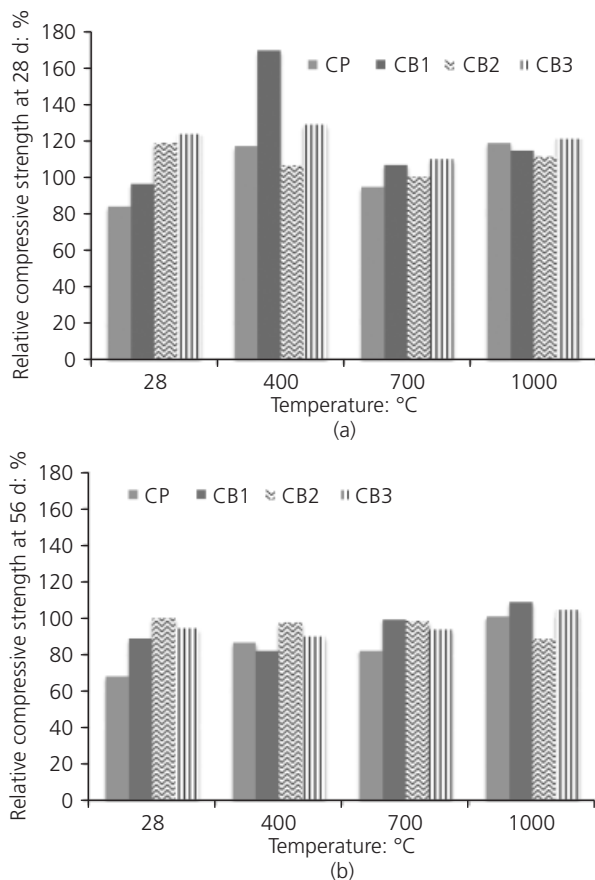 Relative compressive strength at 28 d: %
180
160
140
120
100
80
60
40
20
0
CP CB1 CB2 CB3
28 400 700 1000
Temperature: °C
(a)
Relative compressive strength at 56 d: %
180
160
140
120
100
80
60
40
20
0
CP CB1 CB2 CB3
28 400 700 1000
Temperature: °C
(b)